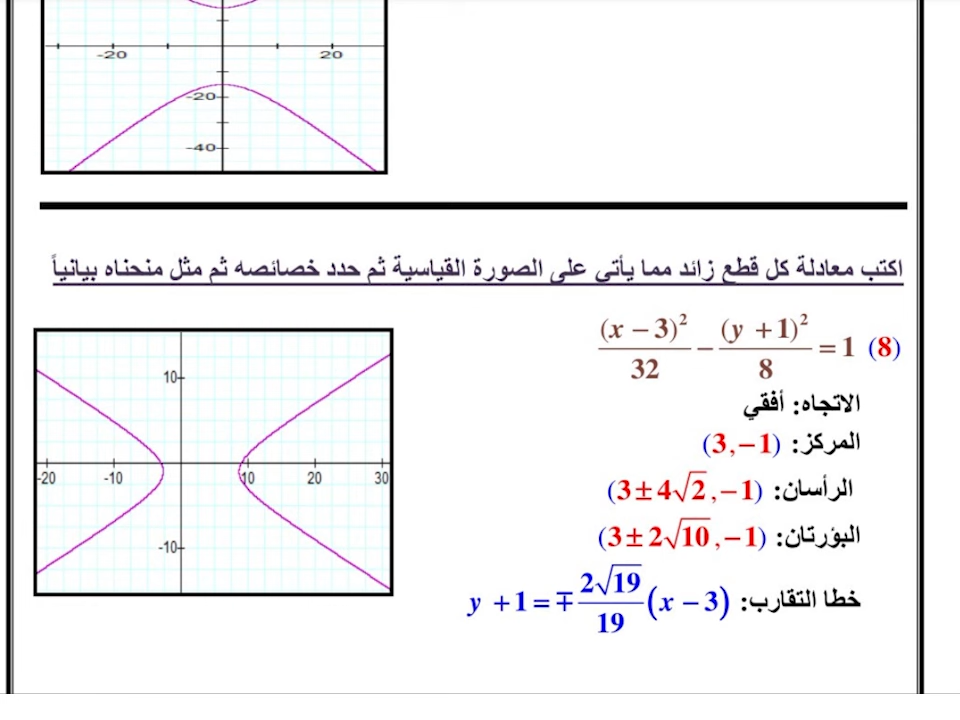 -20 20
-20
-40
اكتب معادلة كل قطع زائد مما يأتي على الصورة القياسية ثم حدد خصائصه ثم مثل منحناه بيانياً
(8) (x − 3)²/32 − (y + 1)²/8 = 1
الاتجاه: أفقي
المركز: (3,−1)
الرأسان: (3±4√2,−1)
البؤرتان: (3±2√10,−1)
خطا التقارب: y + 1 = ∓ 2√19/19 (x − 3)
10
-20 -10 10 20 30
-10